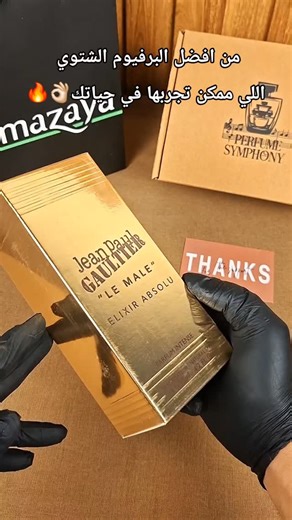 من افضل البرفيوم الشتوي
اللي ممكن تجربها في حياتك👌🏻🔥
mazaya
PERFUME
SYMPHONY
Jean Paul
GAULTIER
"LE MALE"
ELIXIR ABSOLU
THANKS